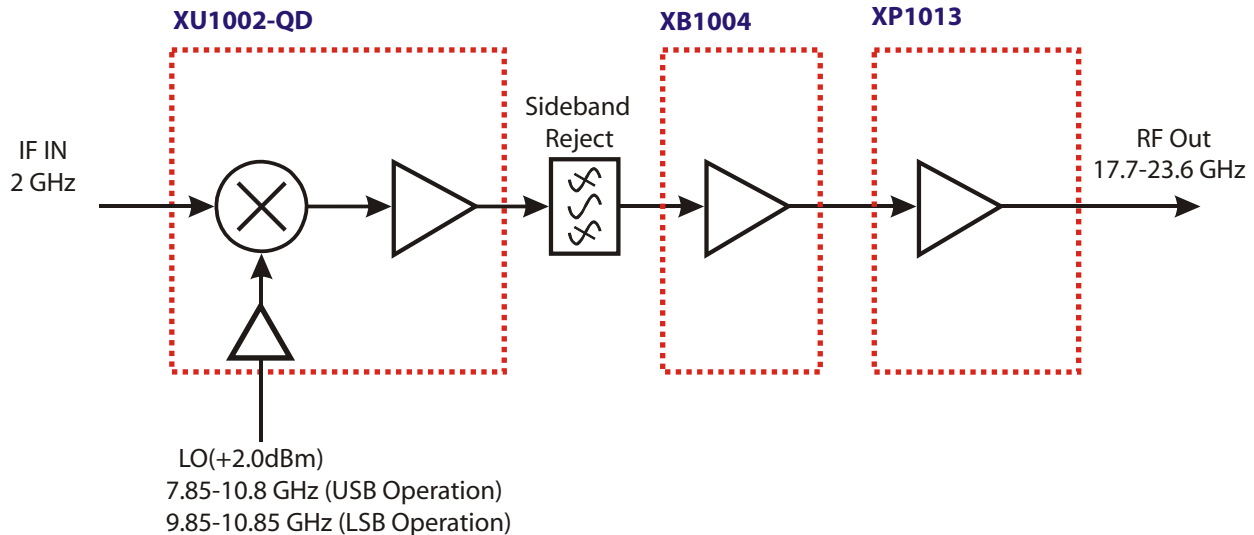 XU1002-QD
XB1004
XP1013
Sideband
Reject
IF IN
2 GHz
RF Out
17.7-23.6 GHz
LO(+2.0dBm)
7.85-10.8 GHz (USB Operation)
9.85-10.85 GHz (LSB Operation)